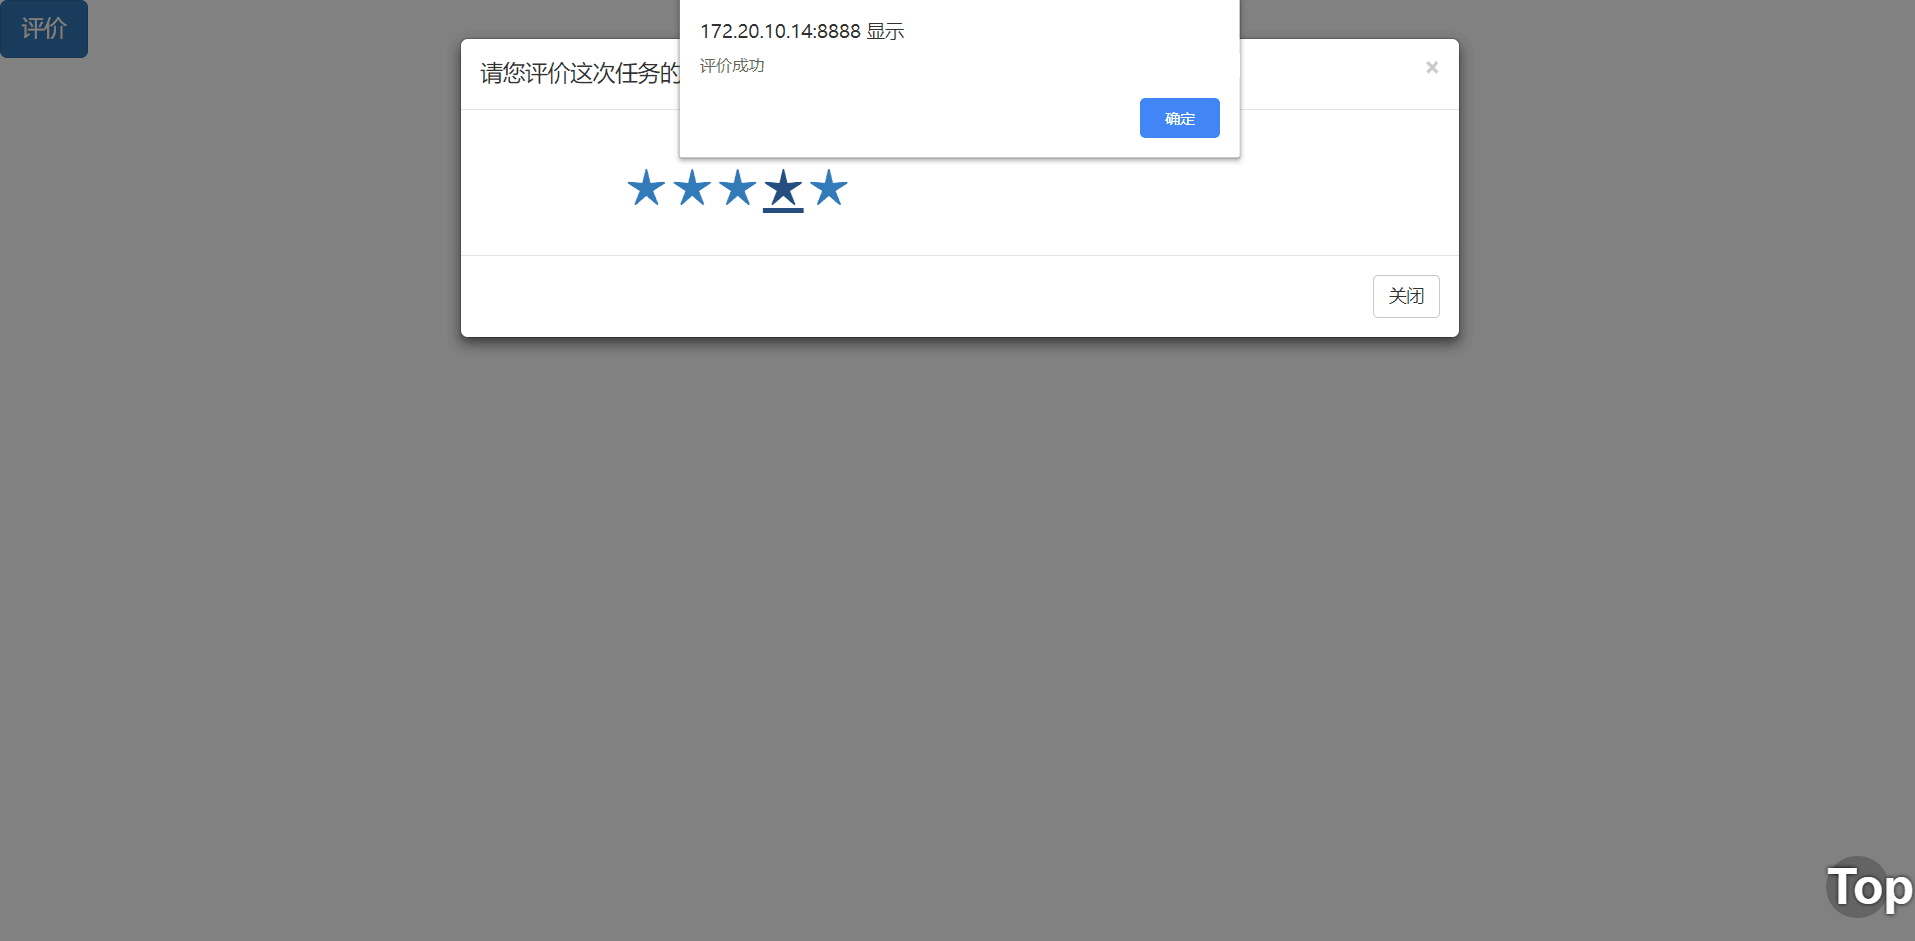 评价
172.20.10.14:8888 显示
评价成功
确定
请您评价这次任务的
×
★★★★★
关闭
Top